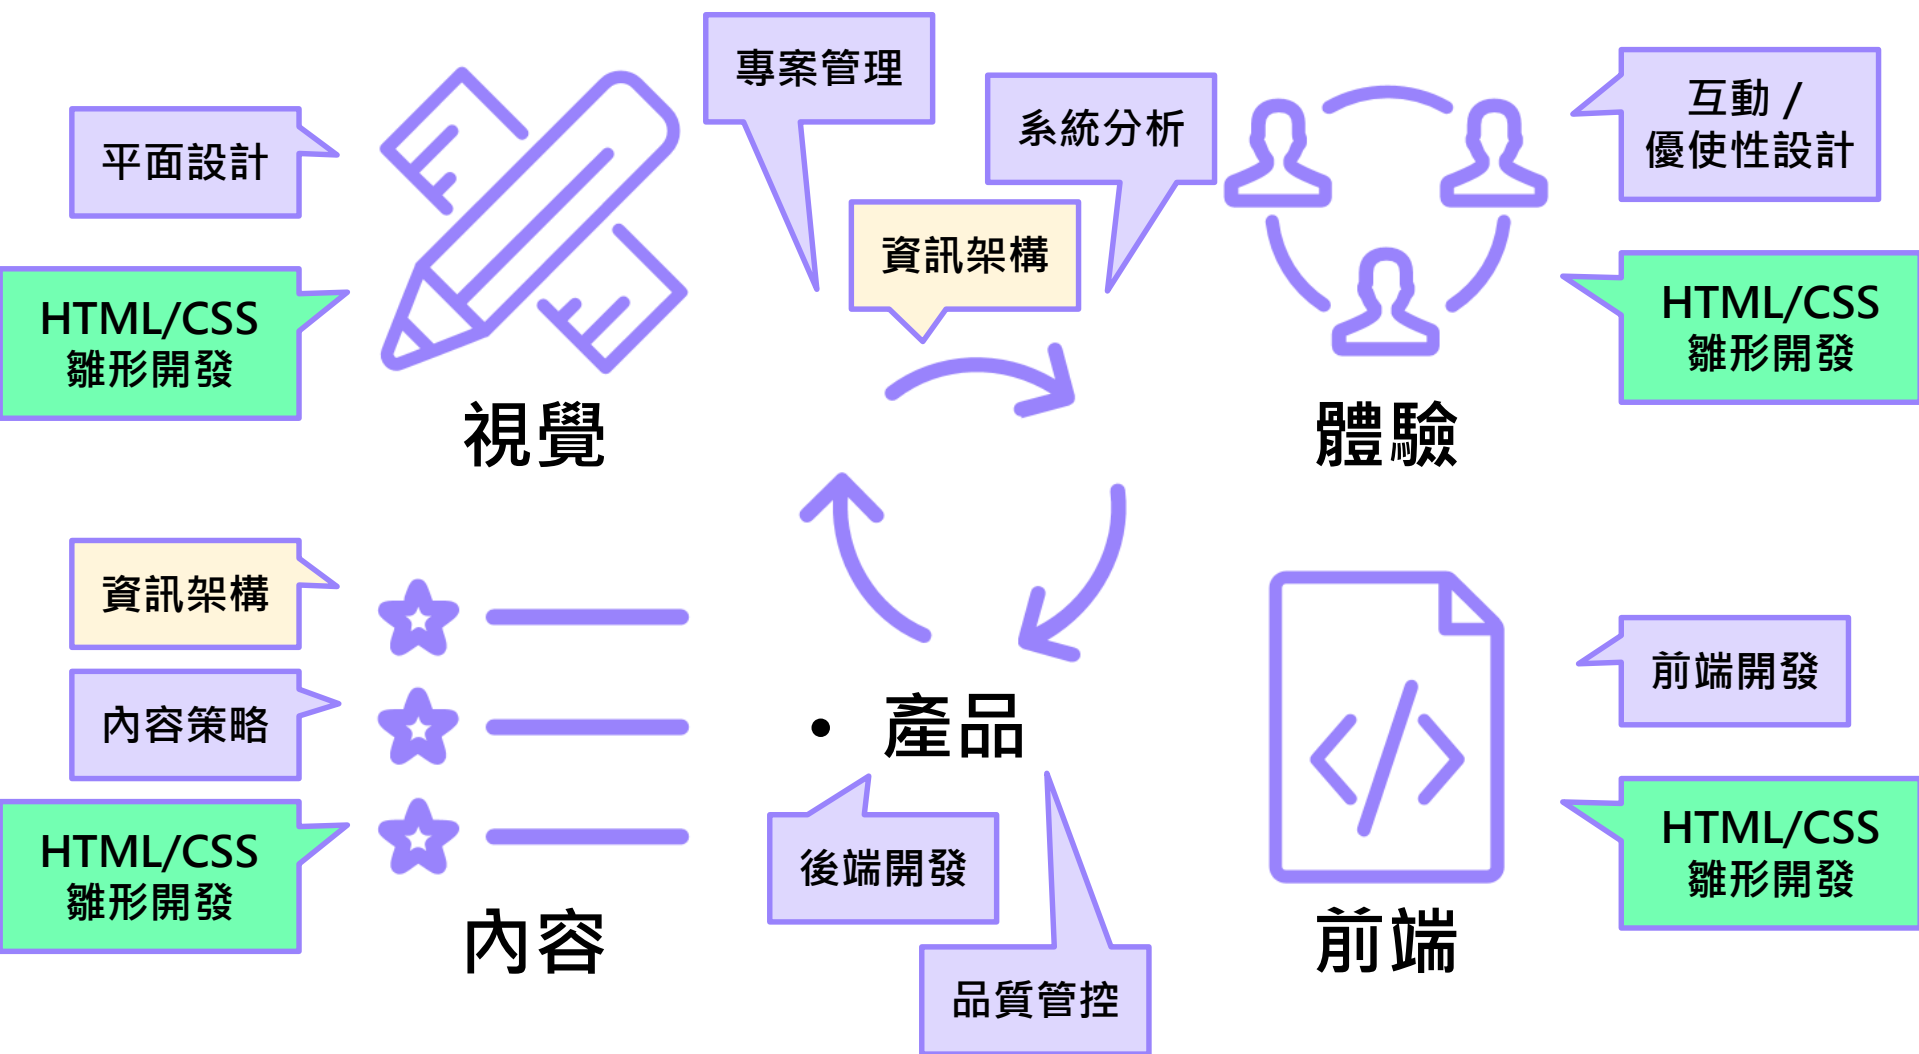 專案管理
系統分析
互動 /
優使性設計
平面設計
資訊架構
HTML/CSS
雛形開發
HTML/CSS
雛形開發
視覺
體驗
資訊架構
前端開發
內容策略
• 產品
HTML/CSS
雛形開發
HTML/CSS
雛形開發
後端開發
內容
前端
品質管控